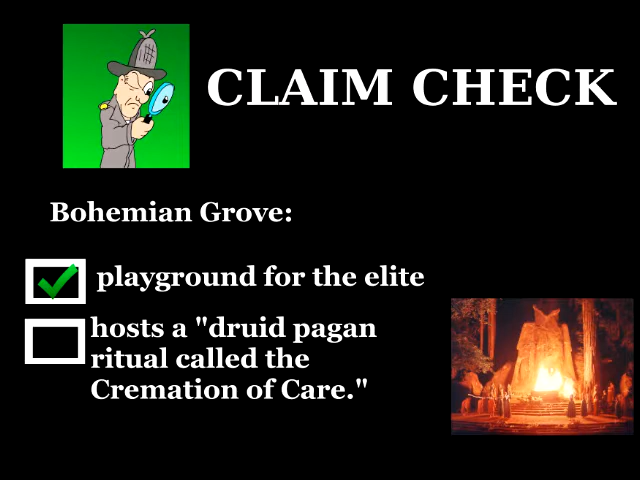 CLAIM CHECK
Bohemian Grove:
playground for the elite
hosts a "druid pagan
ritual called the
Cremation of Care."